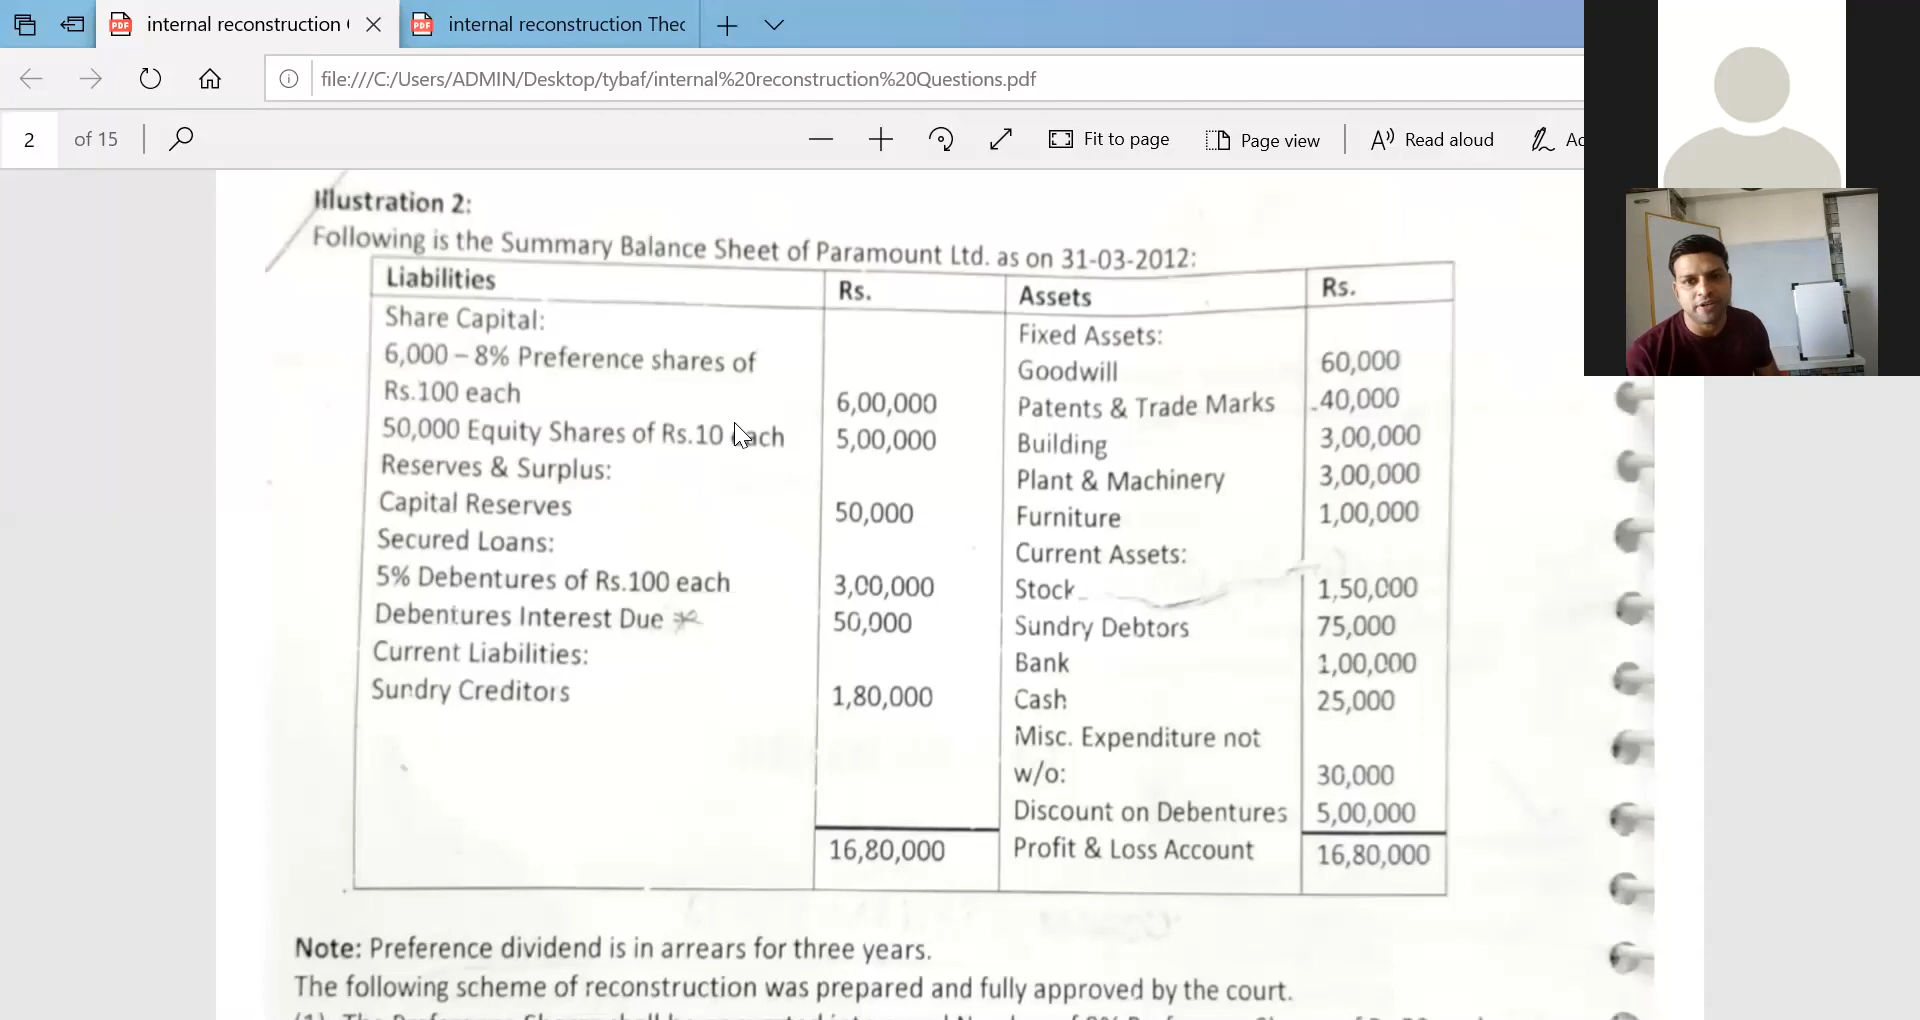 internal reconstruction
internal reconstruction Theo
file:///C:/Users/ADMIN/Desktop/tybaf/internal%20reconstruction%20Questions.pdf
2 of 15
Fit to page
Page view
Read aloud
Illustration 2:
Following is the Summary Balance Sheet of Paramount Ltd. as on 31-03-2012:
Liabilities Rs. Assets Rs.
Share Capital: Fixed Assets:
6,000 – 8% Preference shares of Goodwill 60,000
Rs.100 each 6,00,000 Patents & Trade Marks 40,000
50,000 Equity Shares of Rs.10 each 5,00,000 Building 3,00,000
Reserves & Surplus: Plant & Machinery 3,00,000
Capital Reserves 50,000 Furniture 1,00,000
Secured Loans: Current Assets:
5% Debentures of Rs.100 each 3,00,000 Stock 1,50,000
Debentures Interest Due 50,000 Sundry Debtors 75,000
Current Liabilities: Bank 1,00,000
Sundry Creditors 1,80,000 Cash 25,000
Misc. Expenditure not
w/o: 30,000
Discount on Debentures 5,00,000
16,80,000 Profit & Loss Account 16,80,000
Note: Preference dividend is in arrears for three years.
The following scheme of reconstruction was prepared and fully approved by the court.